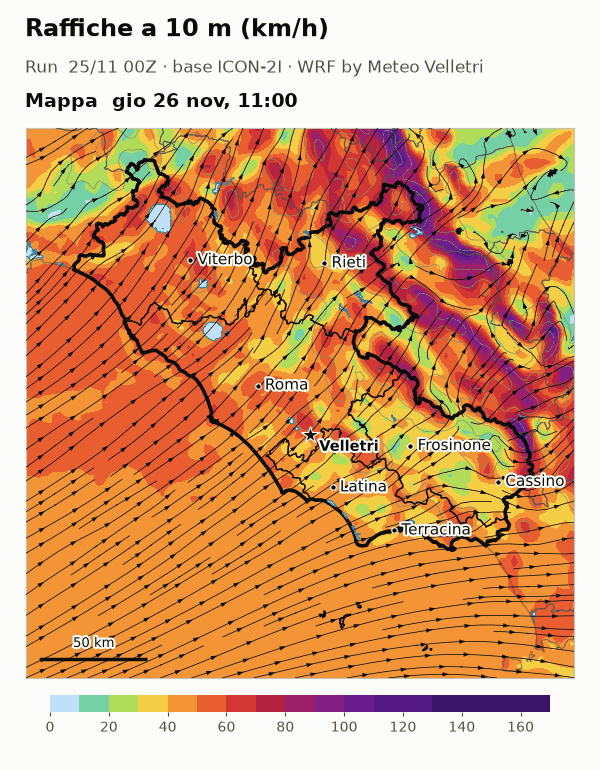 Raffiche a 10 m (km/h)
Run 25/11 00Z · base ICON-2I · WRF by Meteo Velletri
Mappa gio 26 nov, 11:00
Viterbo
Rieti
Roma
Velletri
Frosinone
Latina
Cassino
Terracina
50 km
0 20 40 60 80 100 120 140 160